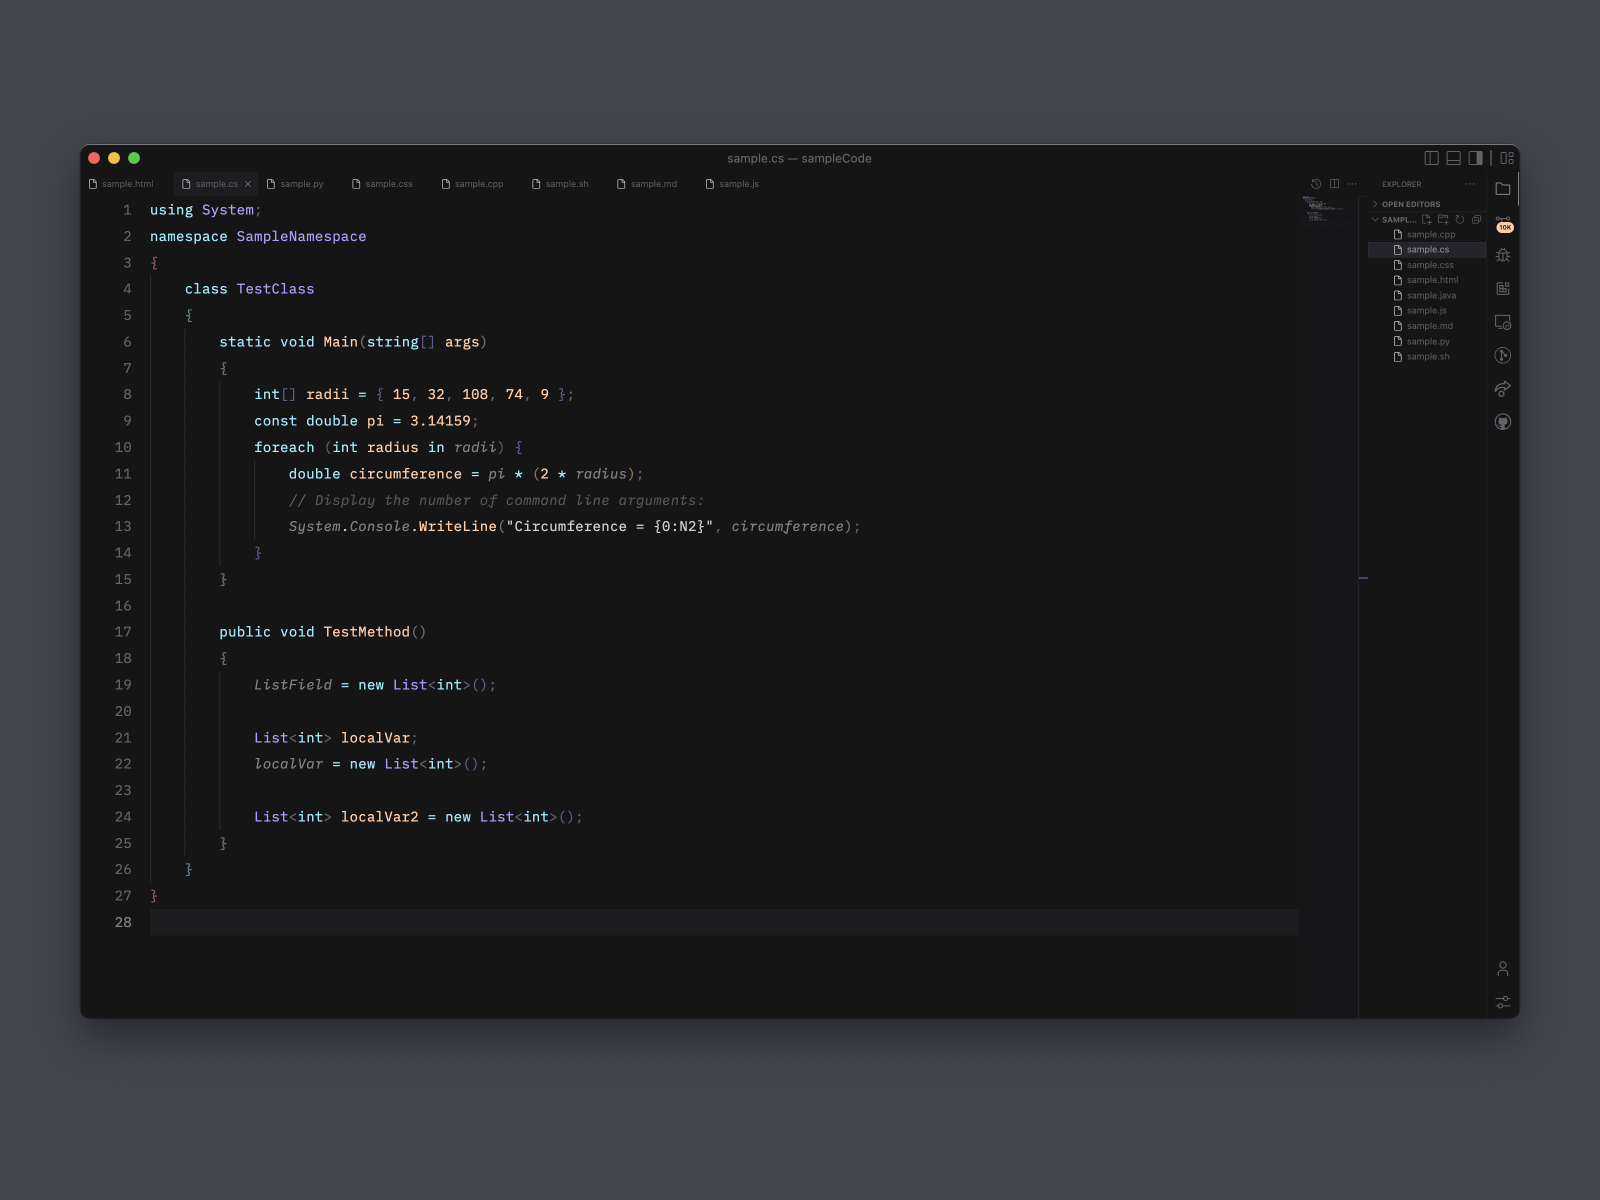 sample.cs — sampleCode
sample.html sample.cs sample.py sample.css sample.cpp sample.sh sample.md sample.js
1 using System;
2 namespace SampleNamespace
3 {
4 class TestClass
5 {
6 static void Main(string[] args)
7 {
8 int[] radii = { 15, 32, 108, 74, 9 };
9 const double pi = 3.14159;
10 foreach (int radius in radii) {
11 double circumference = pi * (2 * radius);
12 // Display the number of command line arguments:
13 System.Console.WriteLine("Circumference = {0:N2}", circumference);
14 }
15 }
16
17 public void TestMethod()
18 {
19 ListField = new List<int>();
20
21 List<int> localVar;
22 localVar = new List<int>();
23
24 List<int> localVar2 = new List<int>();
25 }
26 }
27 }
28
EXPLORER
OPEN EDITORS
SAMPL...
sample.cpp
sample.cs
sample.css
sample.html
sample.java
sample.js
sample.md
sample.py
sample.sh
10K